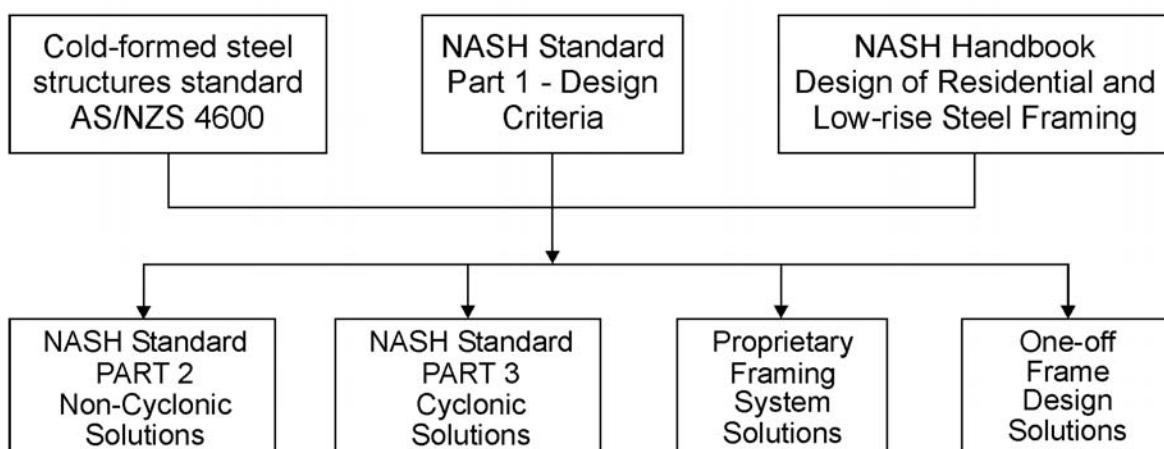 Cold-formed steel
structures standard
AS/NZS 4600
NASH Standard
Part 1 - Design
Criteria
NASH Handbook
Design of Residential and
Low-rise Steel Framing
NASH Standard
PART 2
Non-Cyclonic
Solutions
NASH Standard
PART 3
Cyclonic
Solutions
Proprietary
Framing
System
Solutions
One-off
Frame
Design
Solutions